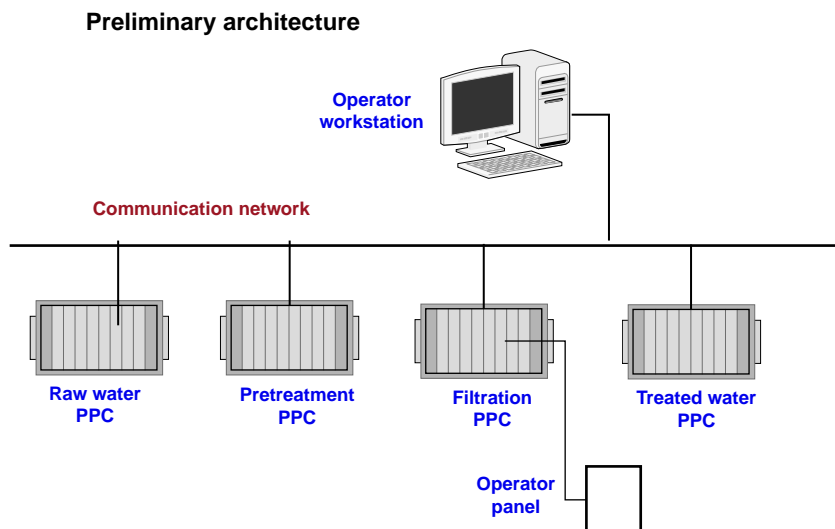 Preliminary architecture
Operator
workstation
Communication network
Raw water
PPC
Pretreatment
PPC
Filtration
PPC
Treated water
PPC
Operator
panel